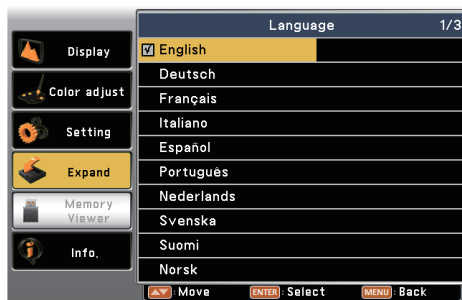 Language 1/3
Display
Color adjust
Setting
Expand
Memory
Viewer
Info.
English
Deutsch
Français
Italiano
Español
Português
Nederlands
Svenska
Suomi
Norsk
: Move ENTER : Select MENU : Back